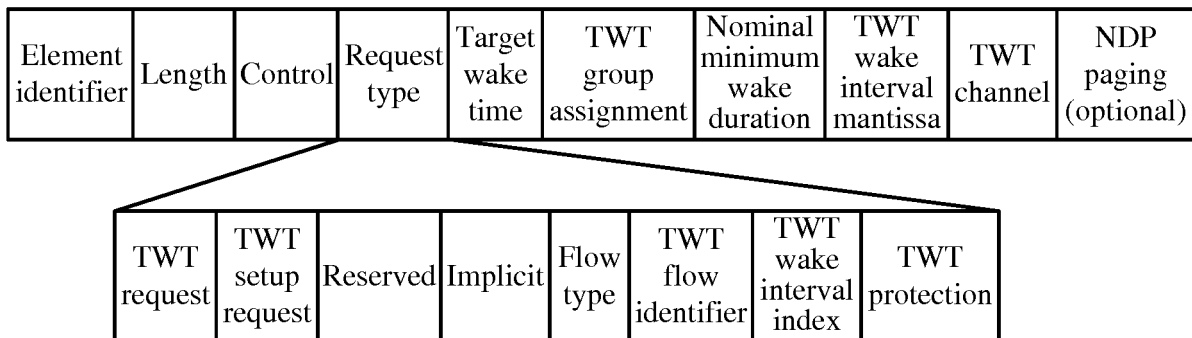 Element
identifier
Length
Control
Request
type
Target
wake
time
TWT
group
assignment
Nominal
minimum
wake
duration
TWT
wake
interval
mantissa
TWT
channel
NDP
paging
(optional)
TWT
request
TWT
setup
request
Reserved
Implicit
Flow
type
TWT
flow
identifier
TWT
wake
interval
index
TWT
protection